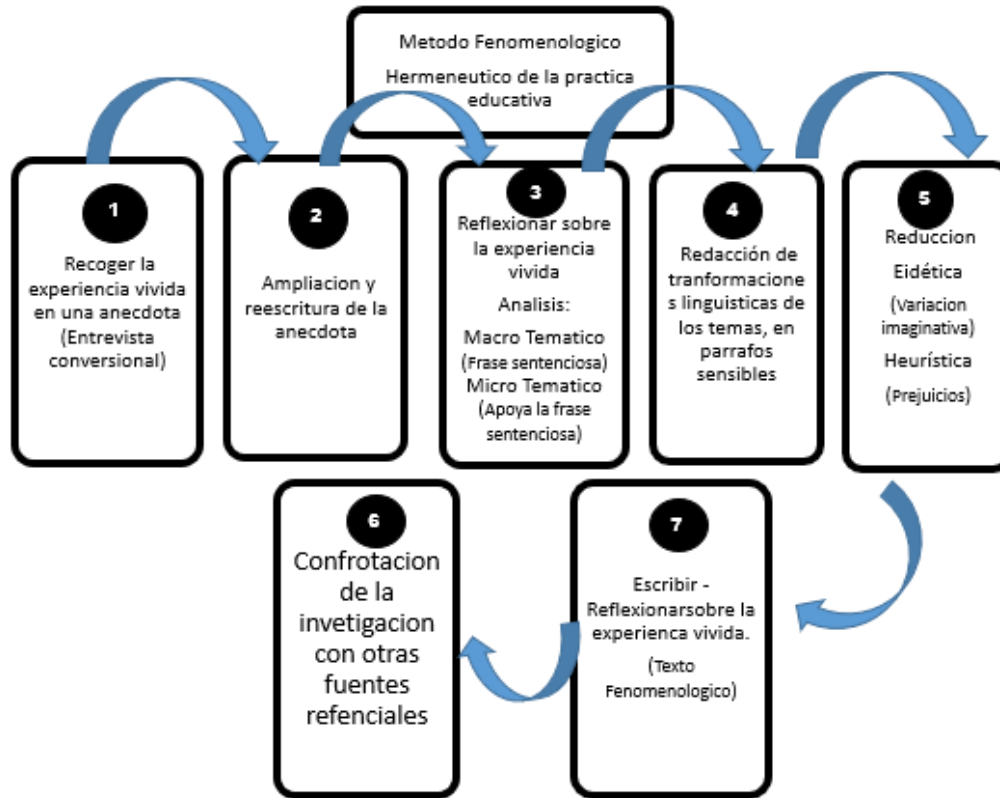 Metodo Fenomenologico
Hermeneutico de la practica
educativa
1
Recoger la
experiencia vivida
en una anecdota
(Entrevista
conversional)
2
Ampliacion y
reescritura de la
anecdota
3
Reflexionar sobre
la experiencia
vivida
Analisis:
Macro Tematico
(Frase sentenciosa)
Micro Tematico
(Apoya la frase
sentenciosa)
4
Redacción de
tranformacione
s linguisticas de
los temas, en
parrafos
sensibles
5
Reduccion
Eidética
(Variacion
imaginativa)
Heurística
(Prejuicios)
6
Confrotacion
de la
invetigacion
con otras
fuentes
refenciales
7
Escribir -
Reflexionarsobre la
experienca vivida.
(Texto
Fenomenologico)